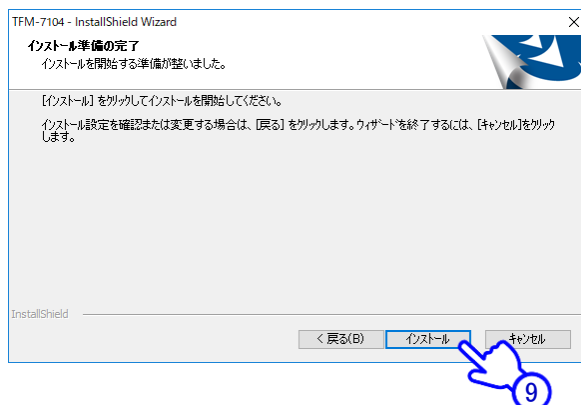 TFM-7104 - InstallShield Wizard
インストール準備の完了
インストールを開始する準備が整いました。
[インストール] をクリックしてインストールを開始してください。
インストール設定を確認または変更する場合は、[戻る] をクリックします。ウィザードを終了するには、[キャンセル]をクリック
します。
InstallShield
< 戻る(B) インストール キャンセル
9